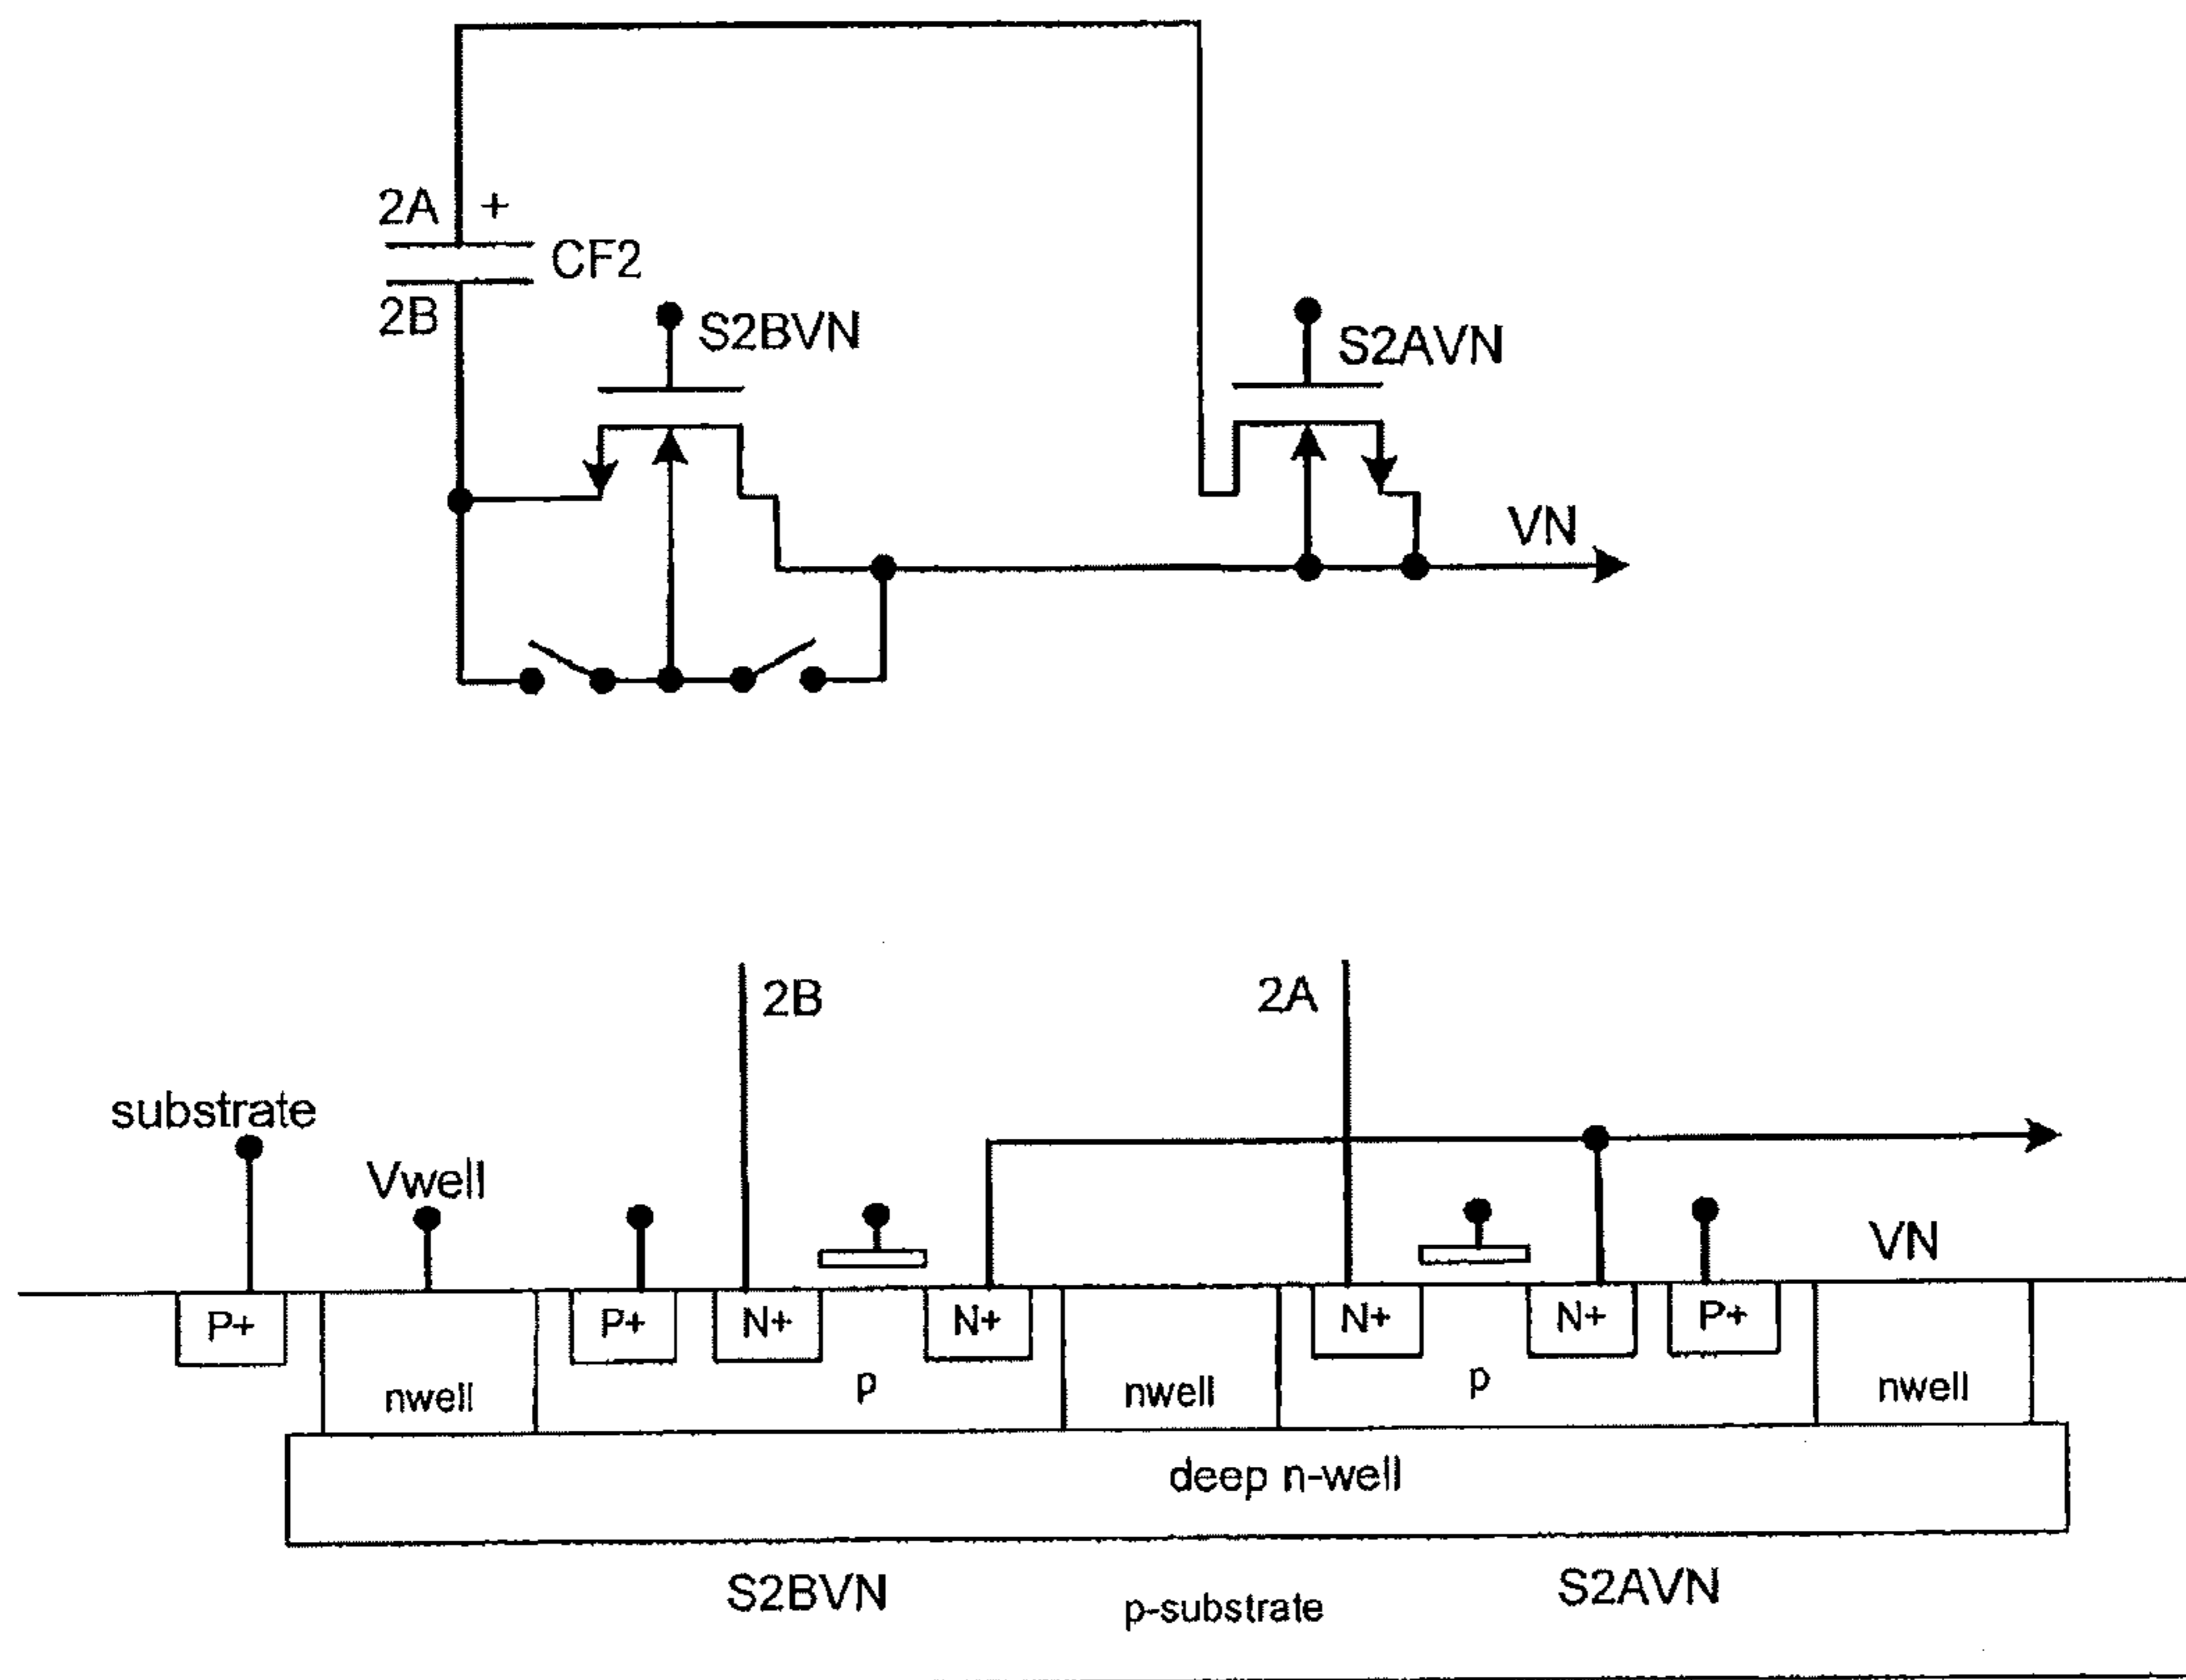 2A +
CF2
2B
S2BVN
S2AVN
VN
2B
2A
substrate
Vwell
VN
P+ P+ N+ N+ N+ N+ P+
nwell p nwell p nwell
deep n-well
S2BVN S2AVN
p-substrate